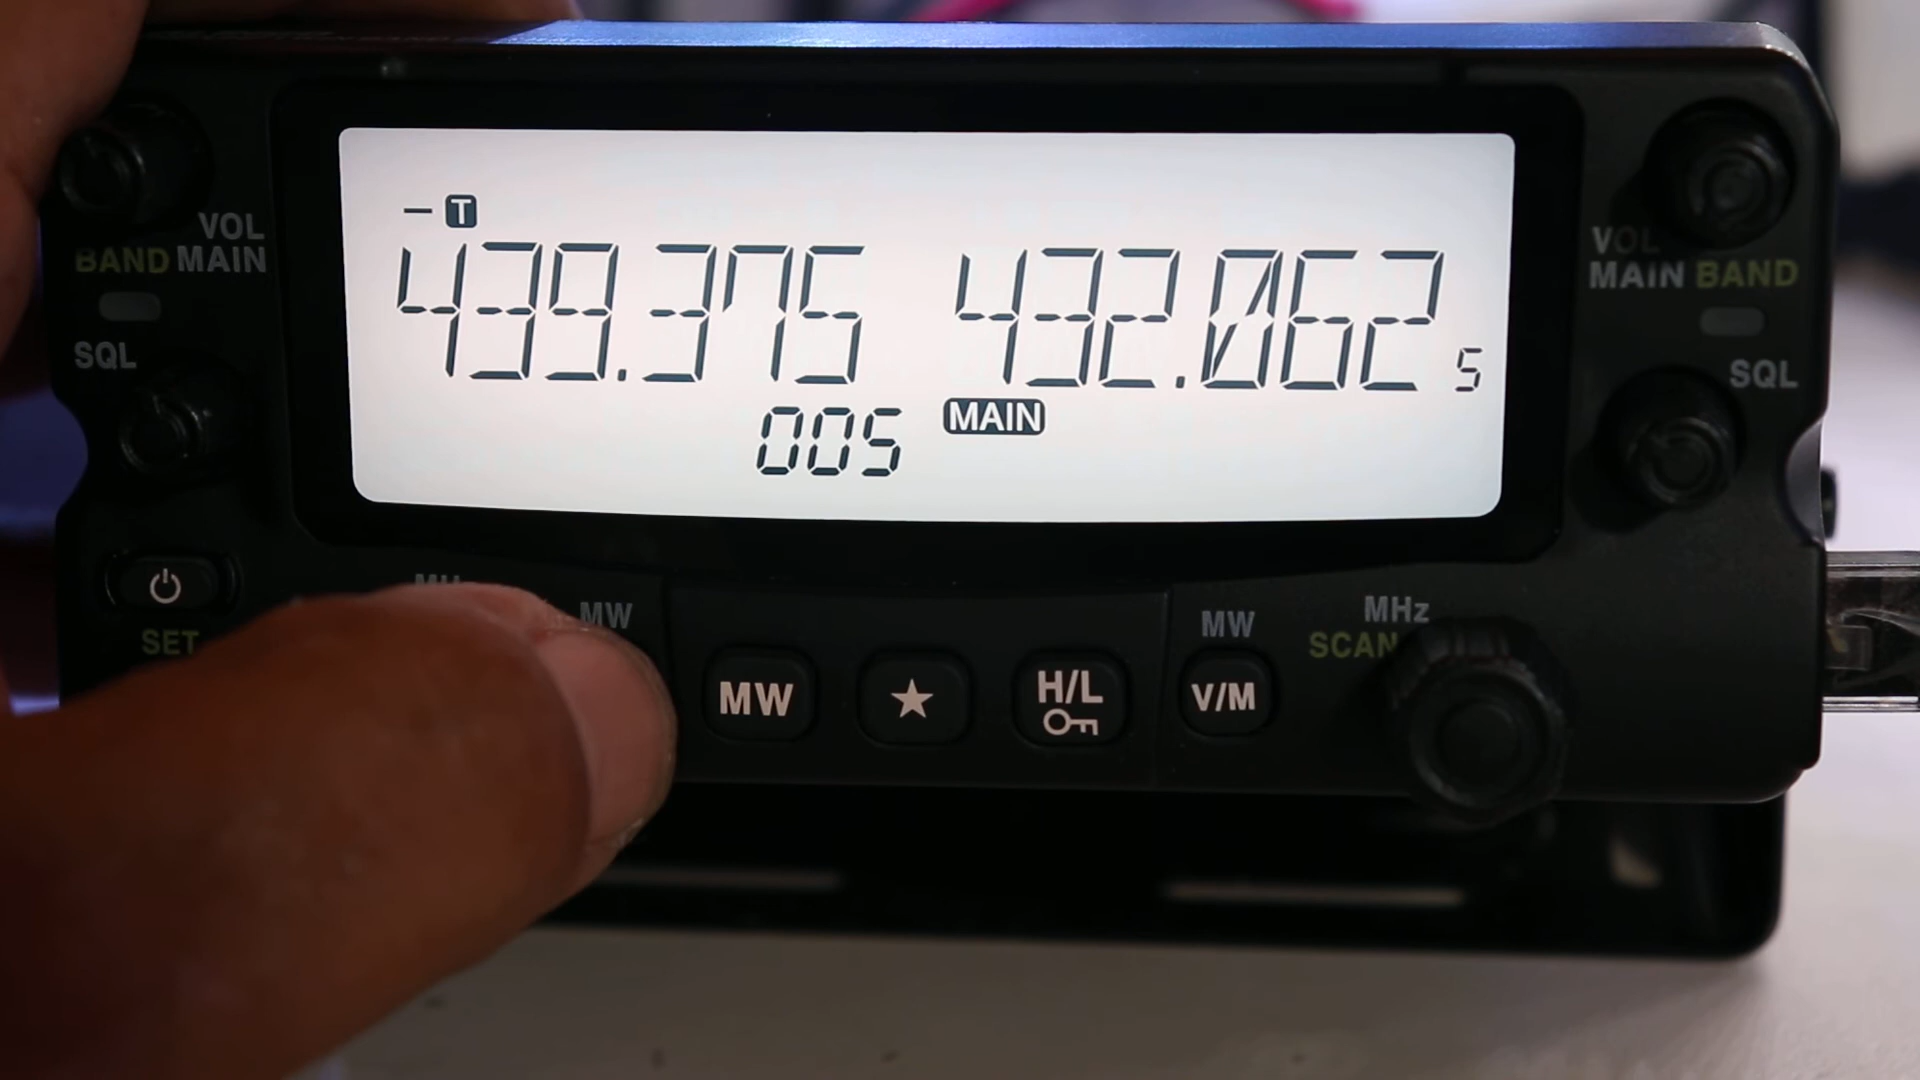 – T
439.375 432.062 5
005 MAIN
VOL
BAND MAIN
SQL
VOL
MAIN BAND
SQL
SET
MW
MW
★
H/L
MW
V/M
MHz
SCAN